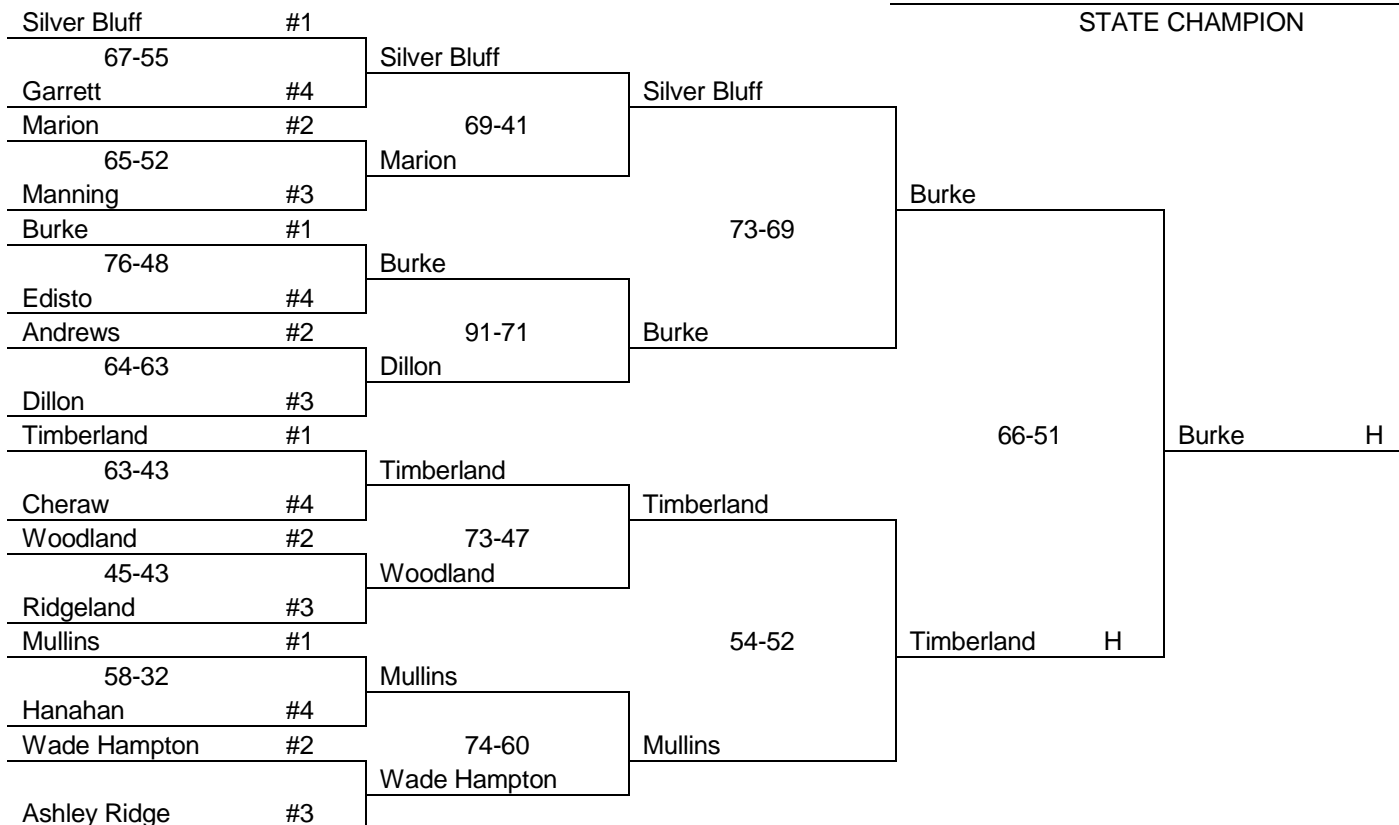 Silver Bluff #1 STATE CHAMPION
67-55 Silver Bluff
Garrett #4 Silver Bluff
Marion #2 69-41
65-52 Marion
Manning #3 Burke
Burke #1 73-69
76-48 Burke
Edisto #4
Andrews #2 91-71 Burke
64-63 Dillon
Dillon #3
Timberland #1 66-51 Burke H
63-43 Timberland
Cheraw #4 Timberland
Woodland #2 73-47
45-43 Woodland
Ridgeland #3
Mullins #1 54-52 Timberland H
58-32 Mullins
Hanahan #4
Wade Hampton #2 74-60 Mullins
Wade Hampton
Ashley Ridge #3